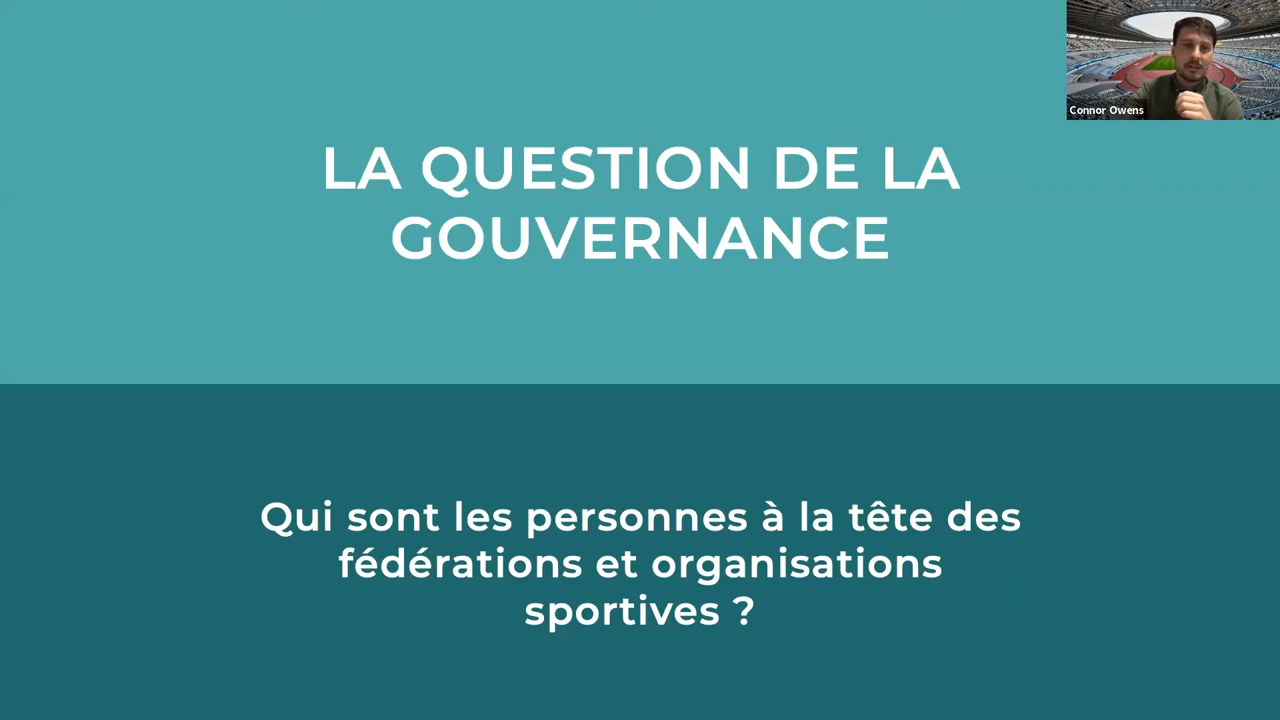 Connor Owens
LA QUESTION DE LA
GOUVERNANCE
Qui sont les personnes à la tête des
fédérations et organisations
sportives ?